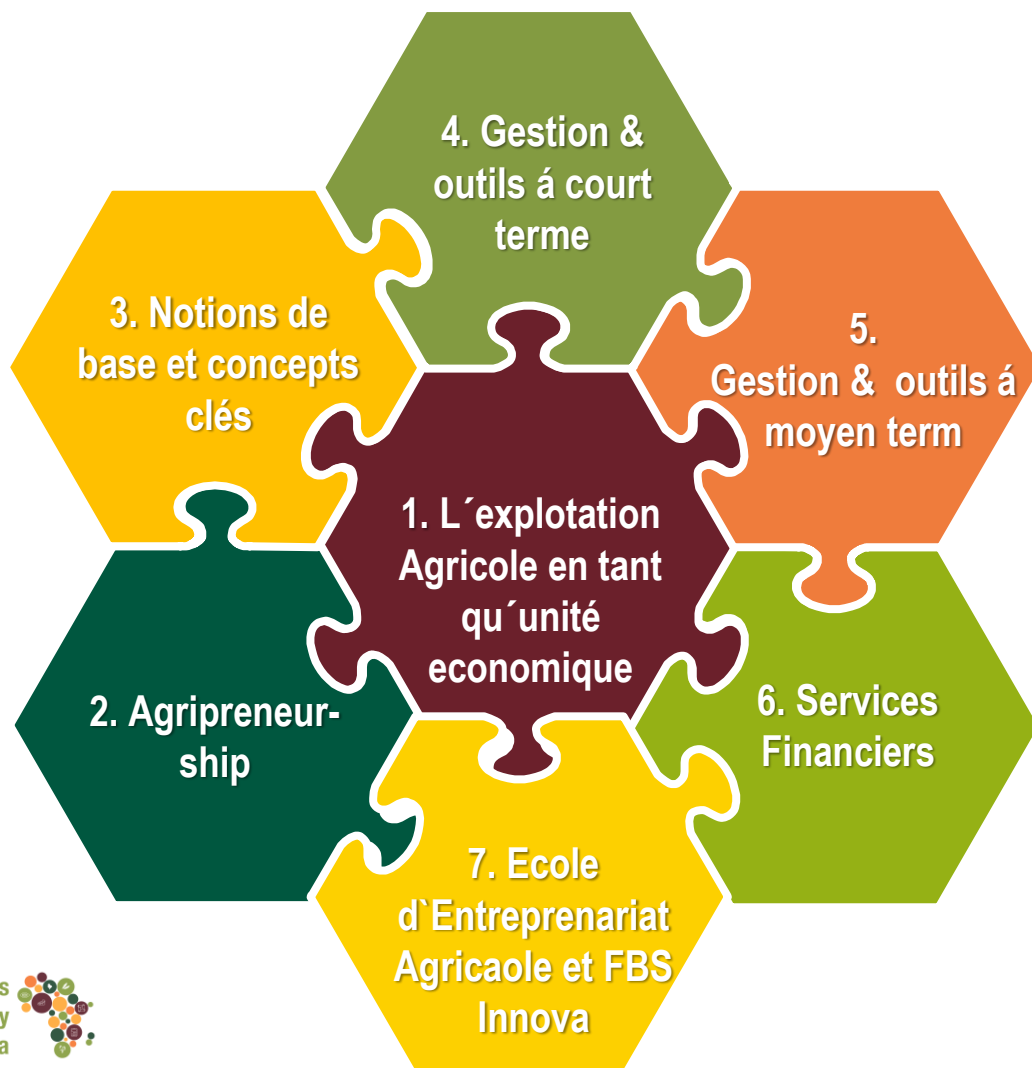 4. Gestion &
outils á court
terme
3. Notions de
base et concepts
clés
5.
Gestion &  outils á
moyen term
1. L´explotation
Agricole en tant
qu´unité
economique
2. Agripreneur-
ship
6. Services
Financiers
7. Ecole
d`Entreprenariat
Agricaole et FBS
Innova
s
y
a